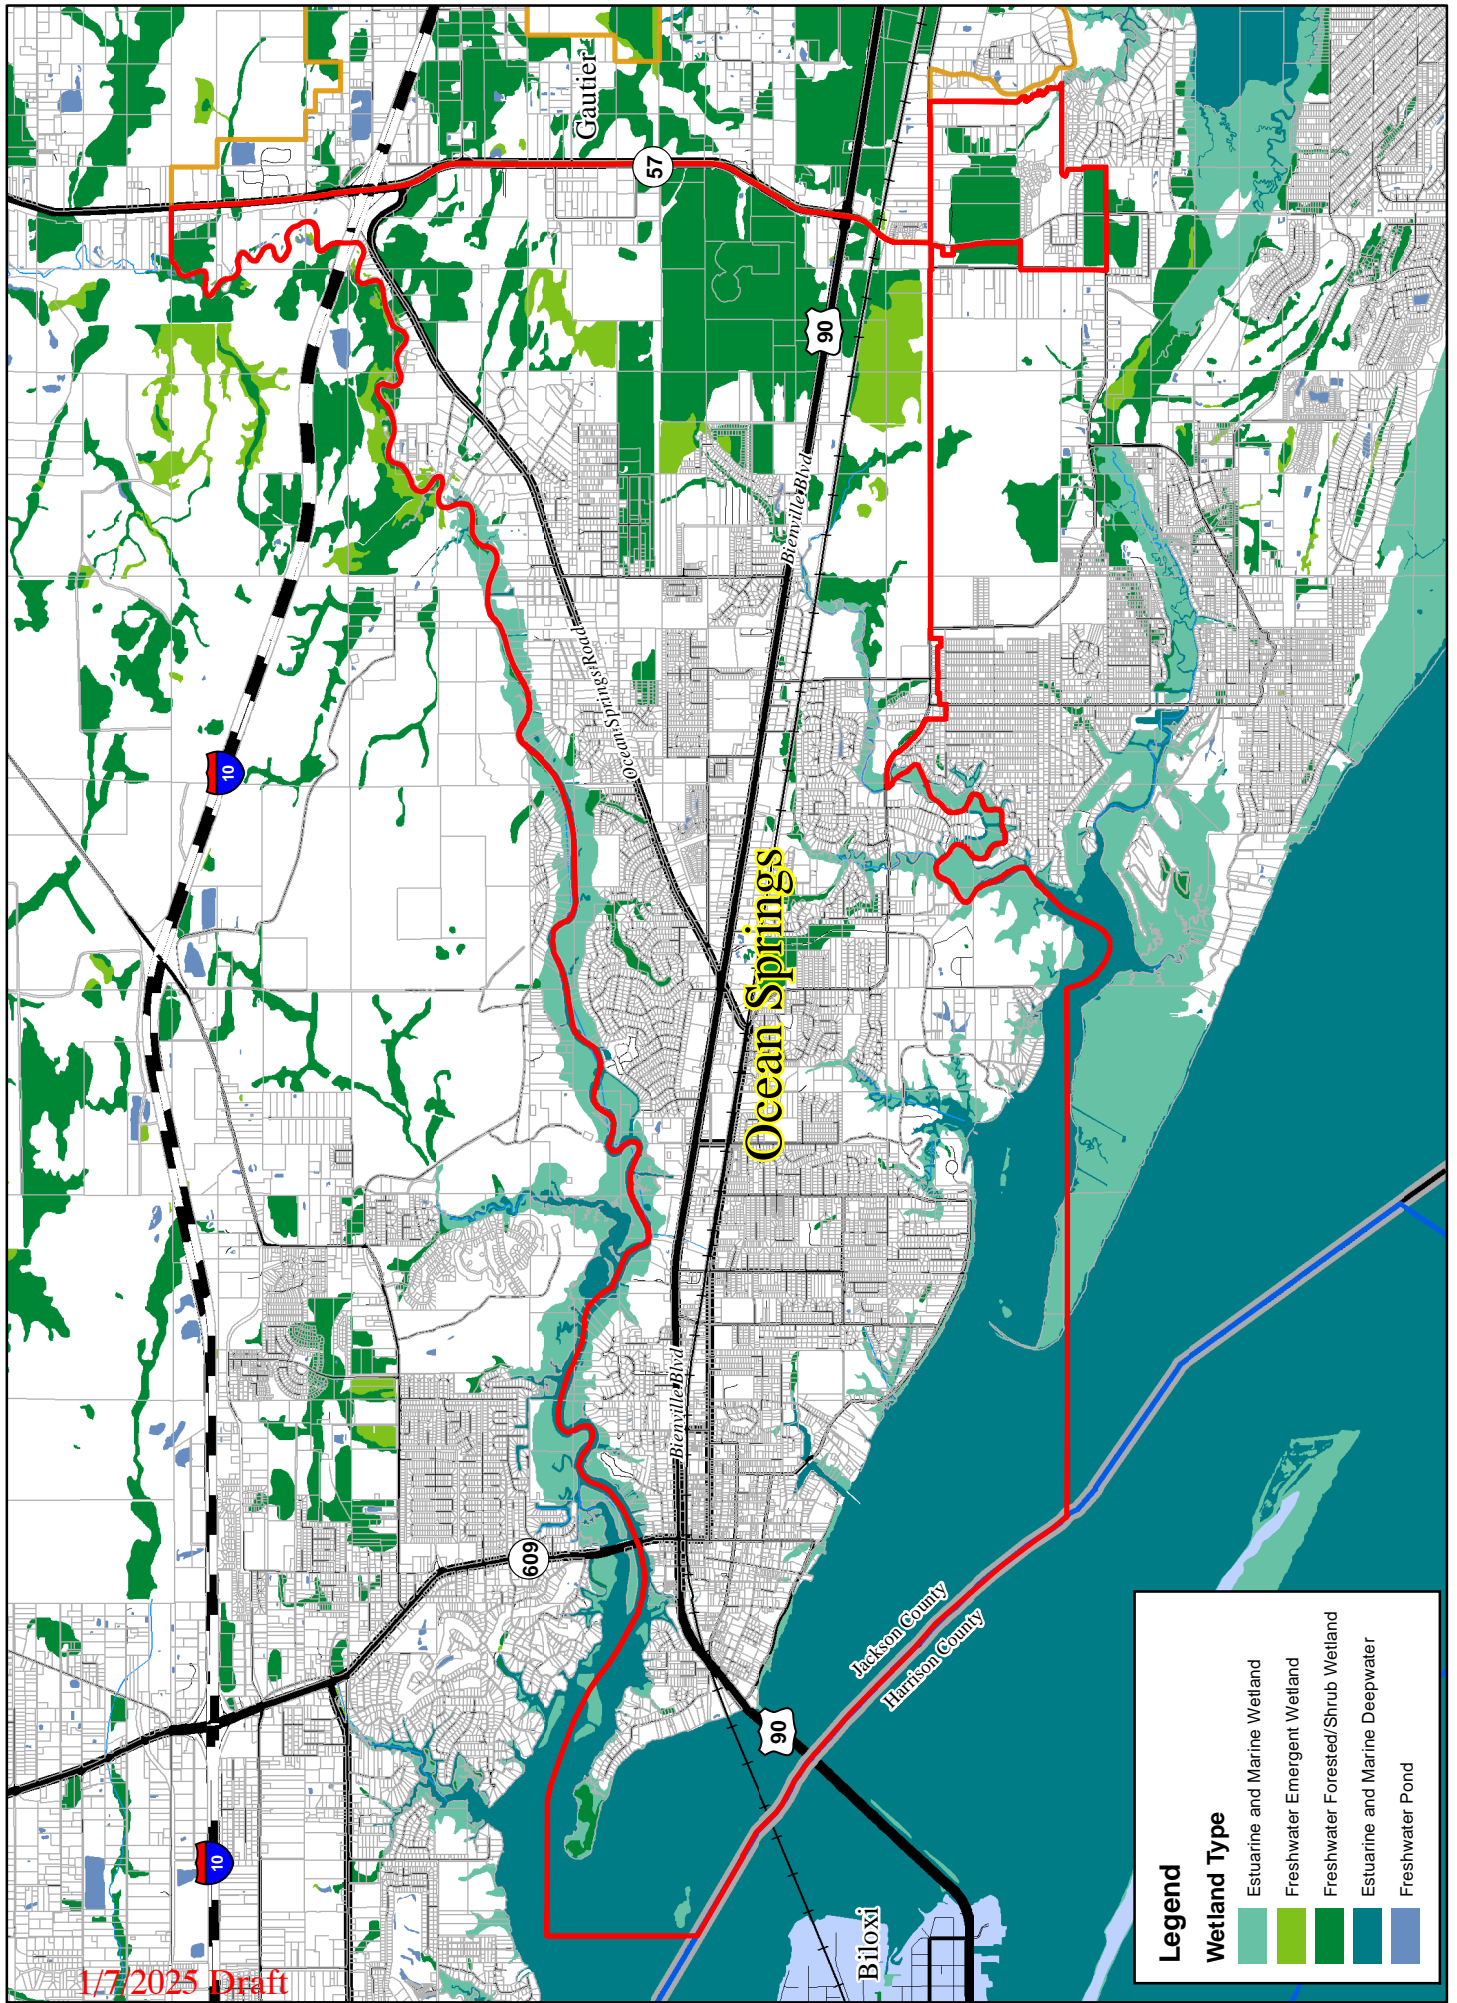 1/7/2025 Draft
10
10
609
57
90
90
Gautier
Ocean Springs Road
Bienville Blvd
Bienville Blvd
Ocean Springs
Biloxi
Jackson County
Harrison County
Legend
Wetland Type
Estuarine and Marine Wetland
Freshwater Emergent Wetland
Freshwater Forested/Shrub Wetland
Estuarine and Marine Deepwater
Freshwater Pond